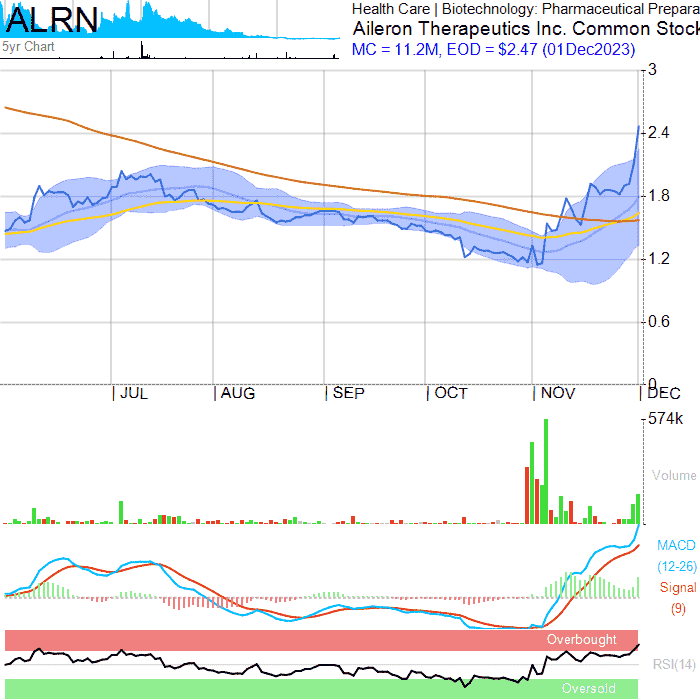 ALRN
5yr Chart
Health Care | Biotechnology: Pharmaceutical Prepara
Aileron Therapeutics Inc. Common Stock
MC = 11.2M, EOD = $2.47 (01Dec2023)
3
2.4
1.8
1.2
0.6
0
JUL AUG SEP OCT NOV DEC
574k
Volume
MACD
(12-26)
Signal
(9)
Overbought
RSI(14)
Oversold